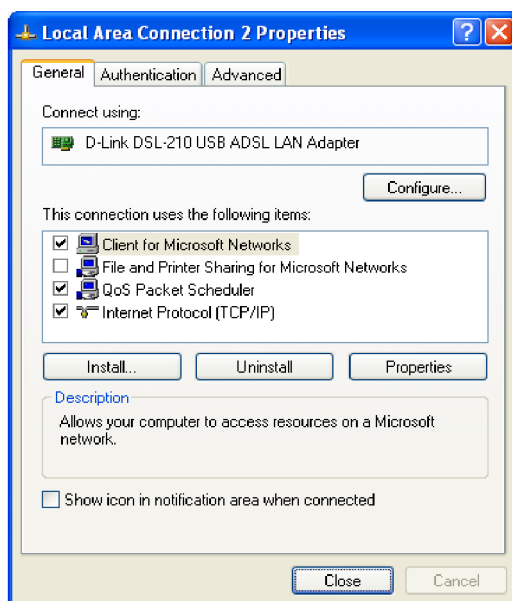 Local Area Connection 2 Properties
General Authentication Advanced
Connect using:
D-Link DSL-210 USB ADSL LAN Adapter
Configure...
This connection uses the following items:
Client for Microsoft Networks
File and Printer Sharing for Microsoft Networks
QoS Packet Scheduler
Internet Protocol (TCP/IP)
Install... Uninstall Properties
Description
Allows your computer to access resources on a Microsoft
network.
Show icon in notification area when connected
Close Cancel